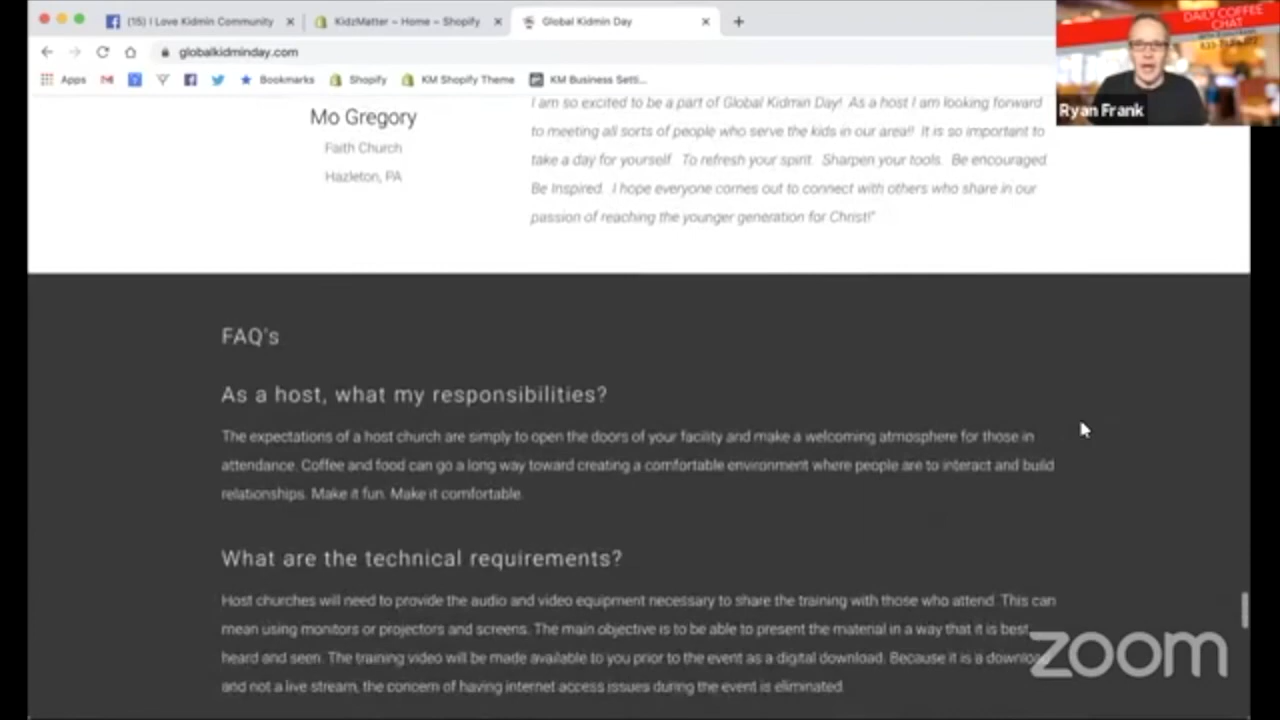 (15) I Love Kidmin Community
KidzMatter ~ Home ~ Shopify
Global Kidmin Day
globalkidminday.com
Apps
Bookmarks
Shopify
KM Shopify Theme
KM Business Setti...
DAILY COFFEE
CHAT
Ryan Frank
Mo Gregory
Faith Church
Hazleton, PA
I am so excited to be a part of Global Kidmin Day! As a host I am looking forward
to meeting all sorts of people who serve the kids in our area!! It is so important to
take a day for yourself. To refresh your spirit. Sharpen your tools. Be encouraged
Be Inspired. I hope everyone comes out to connect with others who share in our
passion of reaching the younger generation for Christ!"
FAQ's
As a host, what my responsibilities?
The expectations of a host church are simply to open the doors of your facility and make a welcoming atmosphere for those in
attendance. Coffee and food can go a long way toward creating a comfortable environment where people are to interact and build
relationships. Make it fun. Make it comfortable.
What are the technical requirements?
Host churches will need to provide the audio and video equipment necessary to share the training with those who attend. This can
mean using monitors or projectors and screens. The main objective is to be able to present the material in a way that it is best
heard and seen. The training video will be made available to you prior to the event as a digital download. Because it is a download
and not a live stream, the concern of having internet access issues during the event is eliminated.
zoom